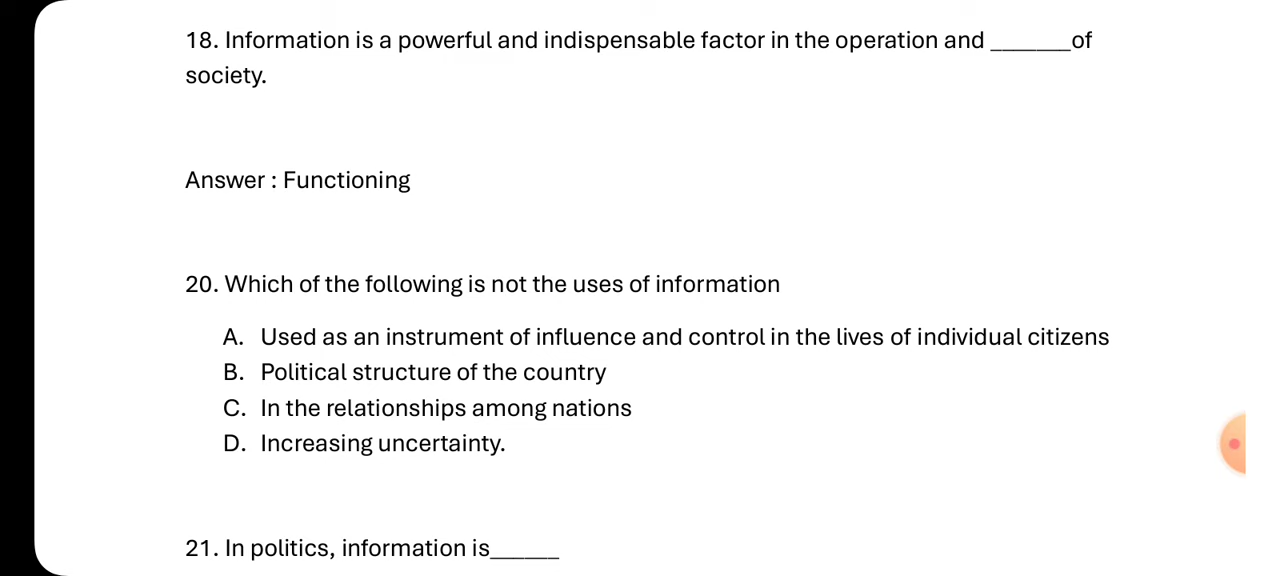 18. Information is a powerful and indispensable factor in the operation and _______of
society.
Answer : Functioning
20. Which of the following is not the uses of information
A. Used as an instrument of influence and control in the lives of individual citizens
B. Political structure of the country
C. In the relationships among nations
D. Increasing uncertainty.
21. In politics, information is______